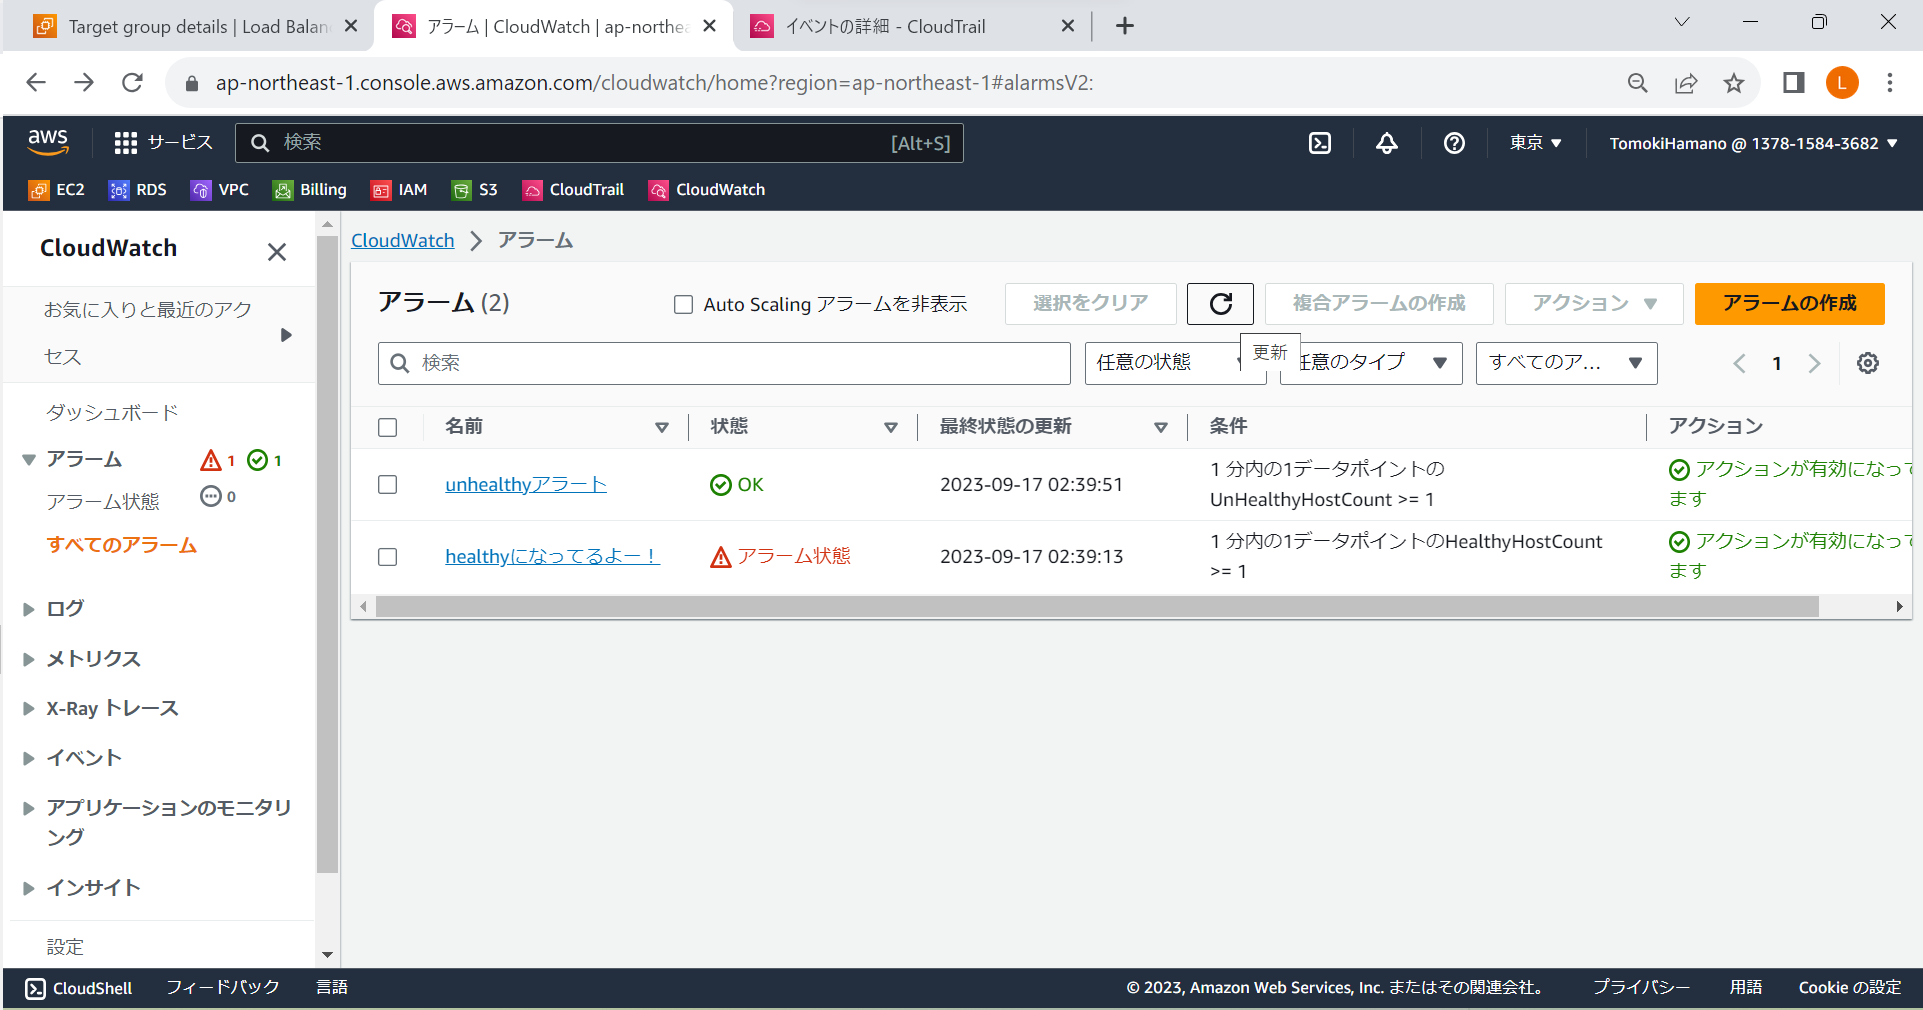 Target group details | Load Balan
アラーム | CloudWatch | ap-northea
イベントの詳細 - CloudTrail
ap-northeast-1.console.aws.amazon.com/cloudwatch/home?region=ap-northeast-1#alarmsV2:
L
aws
サービス
検索
[Alt+S]
東京
TomokiHamano @ 1378-1584-3682
EC2
RDS
VPC
Billing
IAM
S3
CloudTrail
CloudWatch
CloudWatch
お気に入りと最近のアク
セス
ダッシュボード
アラーム
1
1
アラーム状態
0
すべてのアラーム
ログ
メトリクス
X-Ray トレース
イベント
アプリケーションのモニタリ
ング
インサイト
設定
CloudWatch
アラーム
アラーム (2)
Auto Scaling アラームを非表示
選択をクリア
複合アラームの作成
アクション
アラームの作成
検索
任意の状態
更新
任意のタイプ
すべてのア...
1
名前
状態
最終状態の更新
条件
アクション
unhealthyアラート
OK
2023-09-17 02:39:51
1 分内の1データポイントの
UnHealthyHostCount >= 1
アクションが有効になって
ます
healthyになってるよー！
アラーム状態
2023-09-17 02:39:13
1 分内の1データポイントのHealthyHostCount
>= 1
アクションが有効になって
ます
CloudShell
フィードバック
言語
© 2023, Amazon Web Services, Inc. またはその関連会社。
プライバシー
用語
Cookie の設定